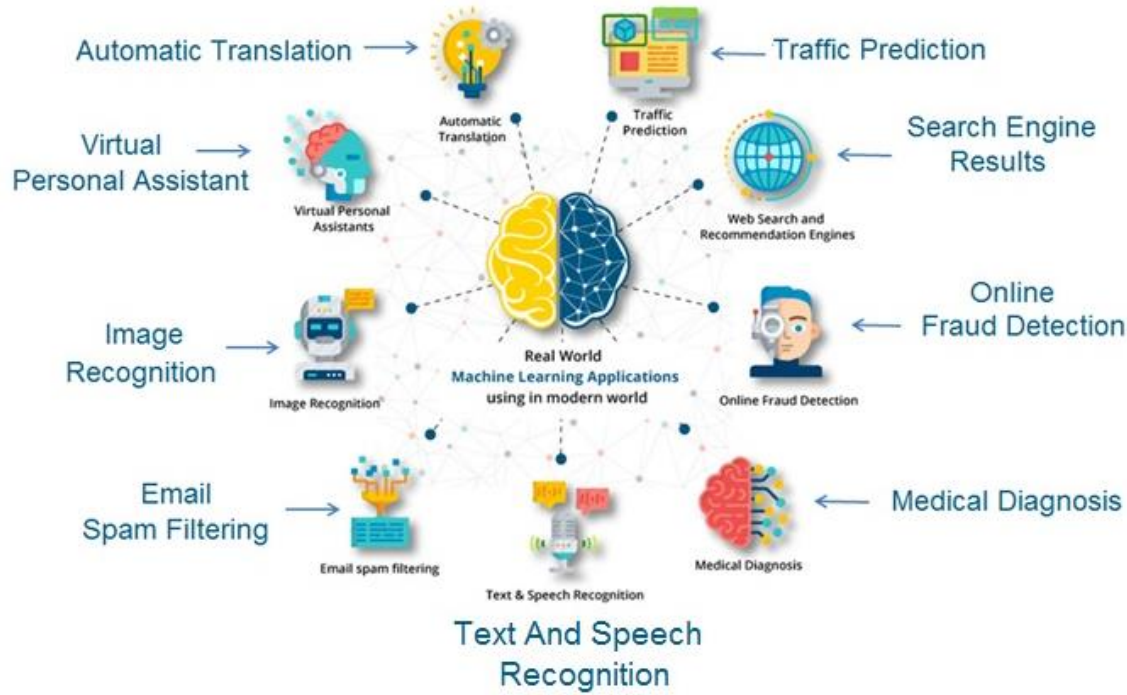 Automatic Translation
Traffic Prediction
Automatic
Translation
Traffic
Prediction
Virtual
Personal Assistant
Search Engine
Results
Virtual Personal
Assistants
Web Search and
Recommendation Engines
Image
Recognition
Online
Fraud Detection
Real World
Machine Learning Applications
using in modern world
Image Recognition
Online Fraud Detection
Email
Spam Filtering
Medical Diagnosis
Email spam filtering
Text & Speech Recognition
Medical Diagnosis
Text And Speech
Recognition